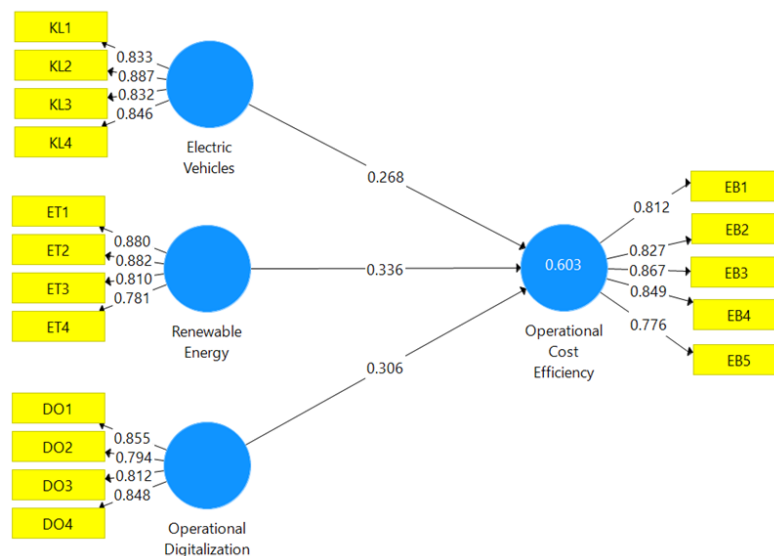 KL1
KL2
KL3
KL4
0.833
0.887
0.832
0.846
Electric
Vehicles
0.268
ET1
ET2
ET3
ET4
0.880
0.882
0.810
0.781
Renewable
Energy
0.336
DO1
DO2
DO3
DO4
0.855
0.794
0.812
0.848
Operational
Digitalization
0.306
0.603
Operational
Cost
Efficiency
0.812
0.827
0.867
0.849
0.776
EB1
EB2
EB3
EB4
EB5